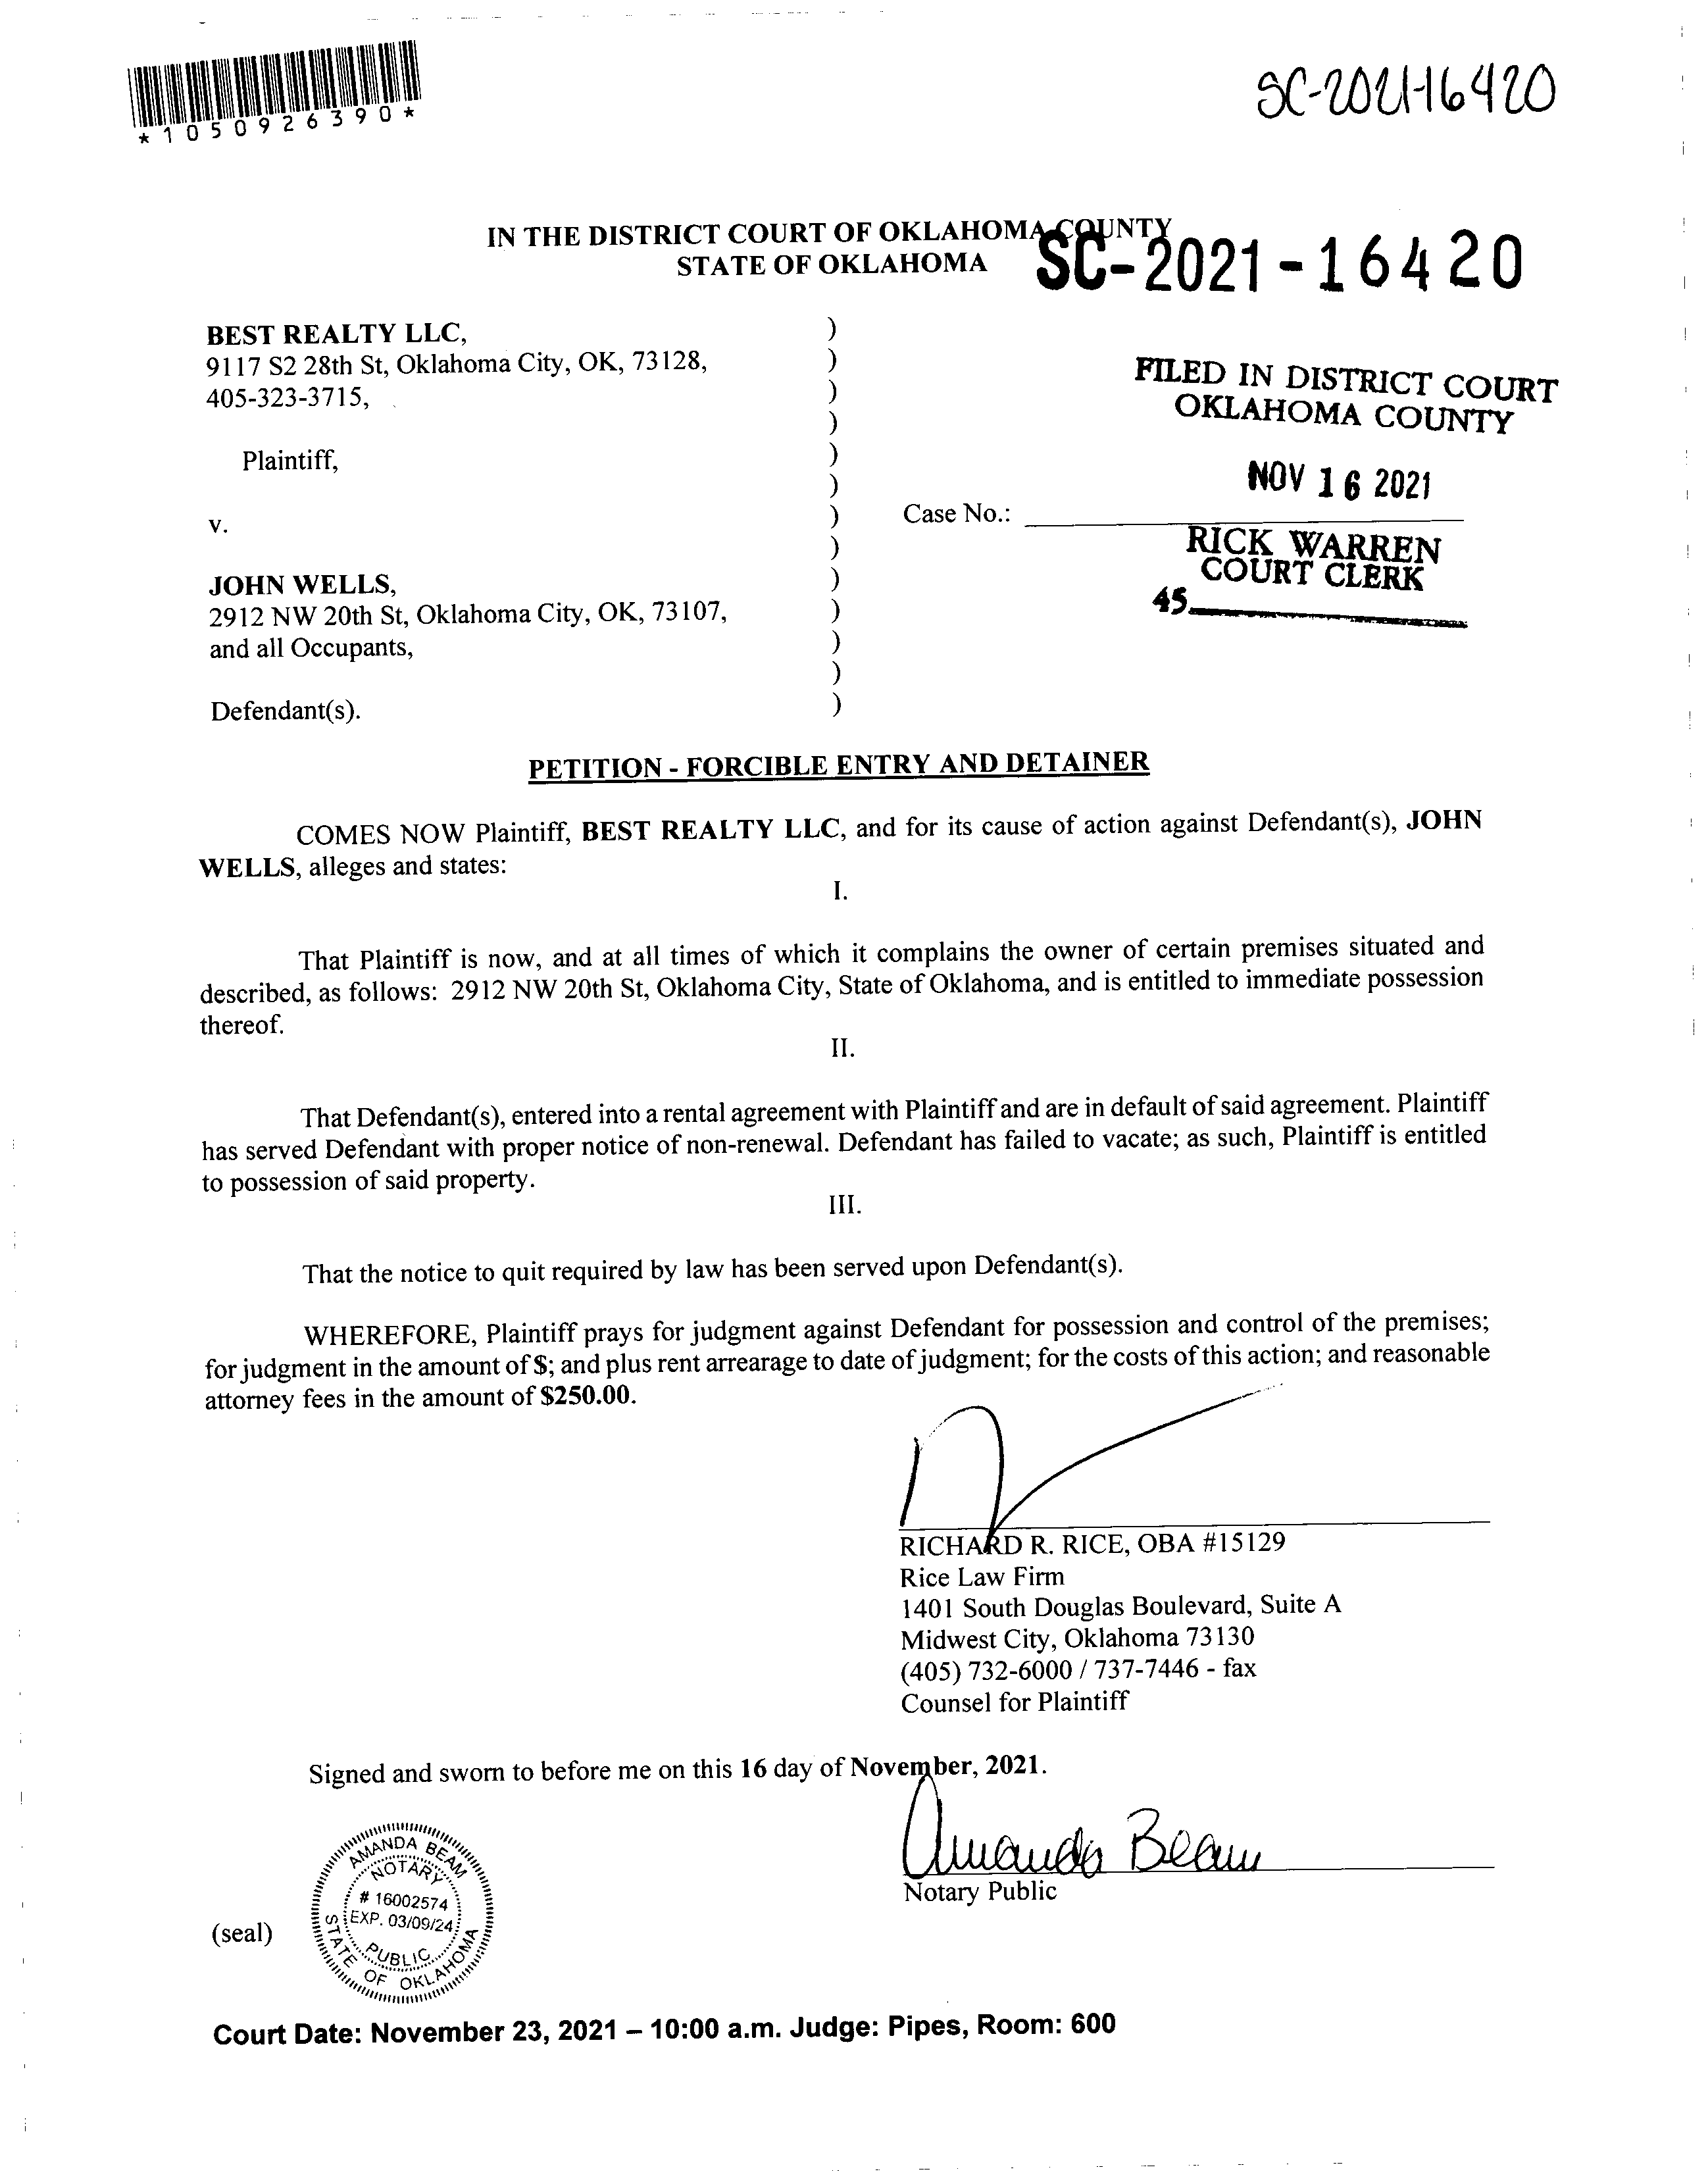 *1050926390*
SC-2021-16420
IN THE DISTRICT COURT OF OKLAHOMA COUNTY
STATE OF OKLAHOMA
SC-2021-16420
BEST REALTY LLC, )
9117 S2 28th St, Oklahoma City, OK, 73128, )
405-323-3715, )
)
Plaintiff, )
)
v. )
)
JOHN WELLS, )
2912 NW 20th St, Oklahoma City, OK, 73107, )
and all Occupants, )
)
Defendant(s). )
FILED IN DISTRICT COURT
OKLAHOMA COUNTY
NOV 16 2021
Case No.:
RICK WARREN
COURT CLERK
45
PETITION - FORCIBLE ENTRY AND DETAINER
COMES NOW Plaintiff, BEST REALTY LLC, and for its cause of action against Defendant(s), JOHN
WELLS, alleges and states:
I.
That Plaintiff is now, and at all times of which it complains the owner of certain premises situated and
described, as follows: 2912 NW 20th St, Oklahoma City, State of Oklahoma, and is entitled to immediate possession
thereof.
II.
That Defendant(s), entered into a rental agreement with Plaintiff and are in default of said agreement. Plaintiff
has served Defendant with proper notice of non-renewal. Defendant has failed to vacate; as such, Plaintiff is entitled
to possession of said property.
III.
That the notice to quit required by law has been served upon Defendant(s).
WHEREFORE, Plaintiff prays for judgment against Defendant for possession and control of the premises;
for judgment in the amount of $; and plus rent arrearage to date of judgment; for the costs of this action; and reasonable
attorney fees in the amount of $250.00.
RICHARD R. RICE, OBA #15129
Rice Law Firm
1401 South Douglas Boulevard, Suite A
Midwest City, Oklahoma 73130
(405) 732-6000 / 737-7446 - fax
Counsel for Plaintiff
Signed and sworn to before me on this 16 day of November, 2021.
Amanda Beam
Notary Public
(seal)
AMANDA BEAM
NOTARY
# 16002574
EXP. 03/09/24
PUBLIC
STATE OF OKLAHOMA
Court Date: November 23, 2021 – 10:00 a.m. Judge: Pipes, Room: 600